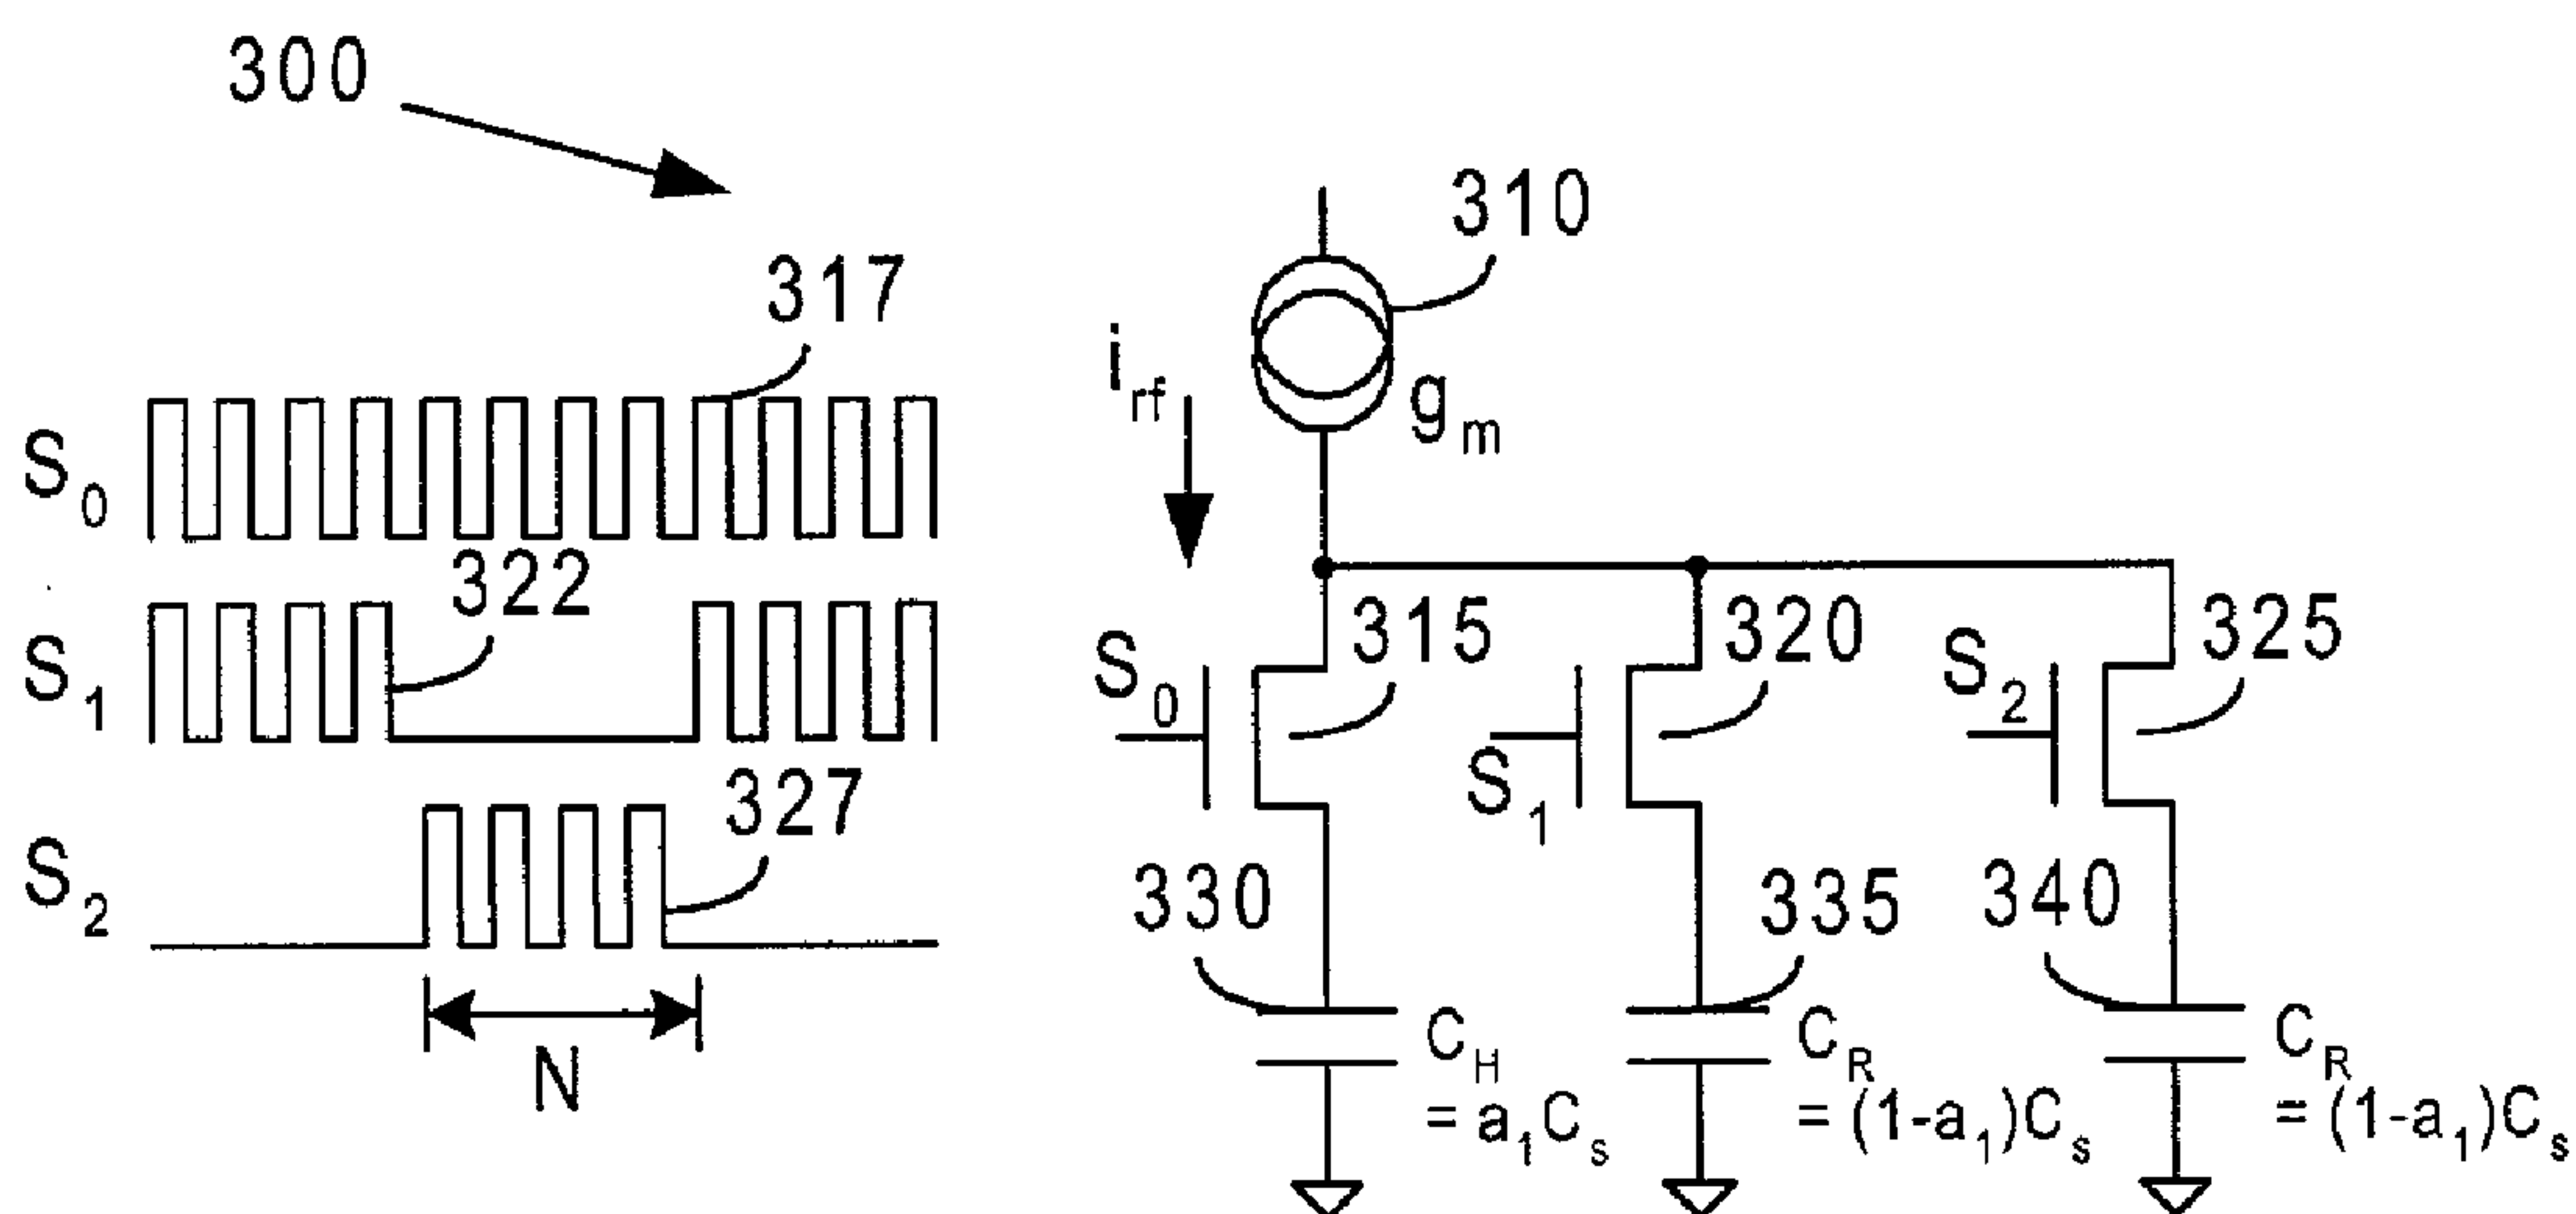 300
310
317
i_rf
g_m
S_0
322
S_0
315
320
325
S_1
S_1
S_2
327
S_2
330
335
340
N
C_H
= a_1C_s
C_R
= (1-a_1)C_s
C_R
= (1-a_1)C_s